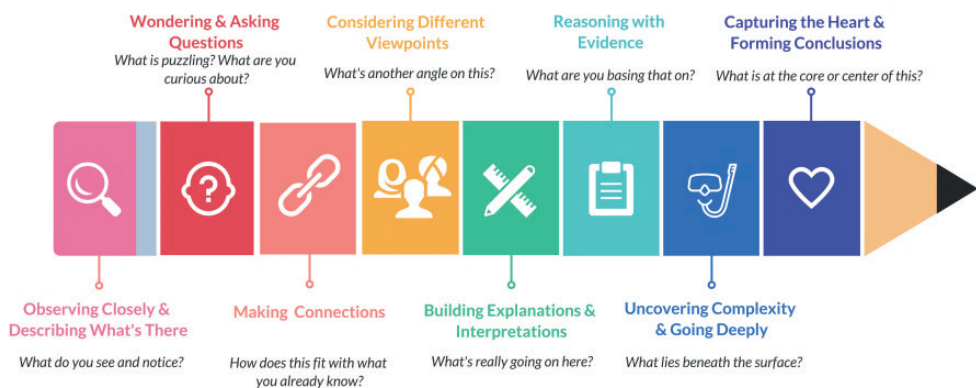 Wondering & Asking
Questions
What is puzzling? What are you
curious about?
Considering Different
Viewpoints
What's another angle on this?
Reasoning with
Evidence
What are you basing that on?
Capturing the Heart &
Forming Conclusions
What is at the core or center of this?
?
Observing Closely &
Describing What's There
What do you see and notice?
Making Connections
How does this fit with what
you already know?
Building Explanations &
Interpretations
What's really going on here?
Uncovering Complexity
& Going Deeply
What lies beneath the surface?